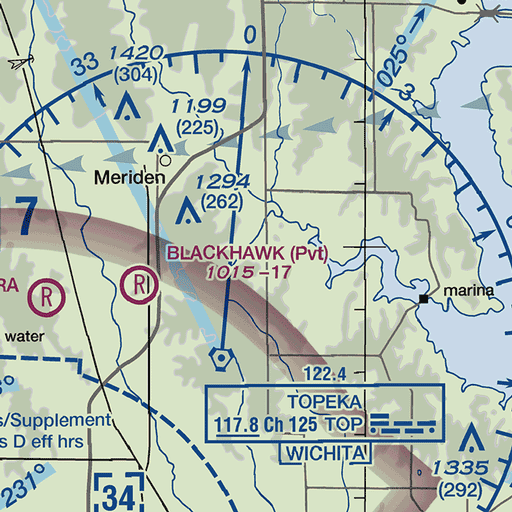 1420
(304)
0
33
025°
3
1199
(225)
Meriden
1294
(262)
7
BLACKHAWK (Pvt)
1015 - 17
RA
R
R
marina
water
122.4
TOPEKA
117.8 Ch 125 TOP
WICHITA
s/Supplement
s D eff hrs
231°
34
1335
(292)